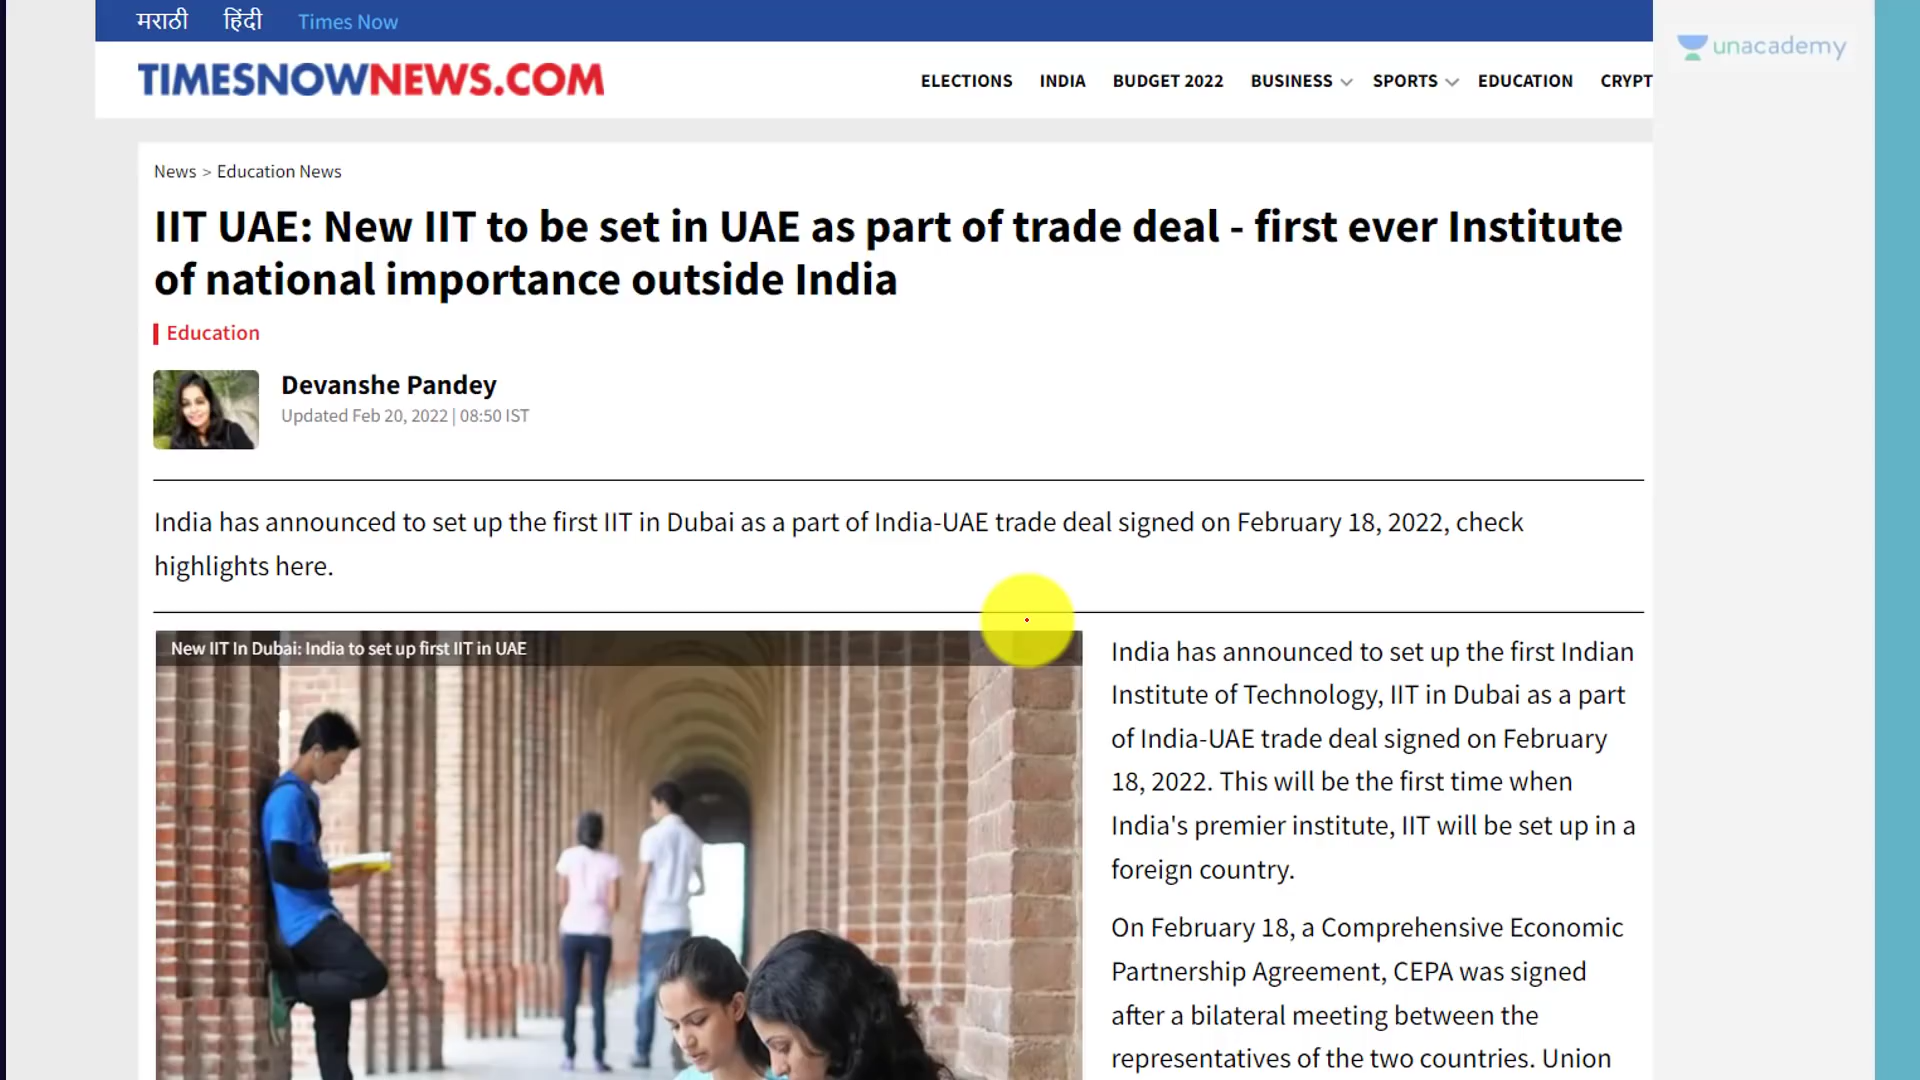 मराठी हिंदी Times Now
unacademy
TIMESNOWNEWS.COM
ELECTIONS INDIA BUDGET 2022 BUSINESS SPORTS EDUCATION CRYPT
News > Education News
IIT UAE: New IIT to be set in UAE as part of trade deal - first ever Institute
of national importance outside India
Education
Devanshe Pandey
Updated Feb 20, 2022 | 08:50 IST
India has announced to set up the first IIT in Dubai as a part of India-UAE trade deal signed on February 18, 2022, check
highlights here.
New IIT In Dubai: India to set up first IIT in UAE
India has announced to set up the first Indian
Institute of Technology, IIT in Dubai as a part
of India-UAE trade deal signed on February
18, 2022. This will be the first time when
India's premier institute, IIT will be set up in a
foreign country.
On February 18, a Comprehensive Economic
Partnership Agreement, CEPA was signed
after a bilateral meeting between the
representatives of the two countries. Union